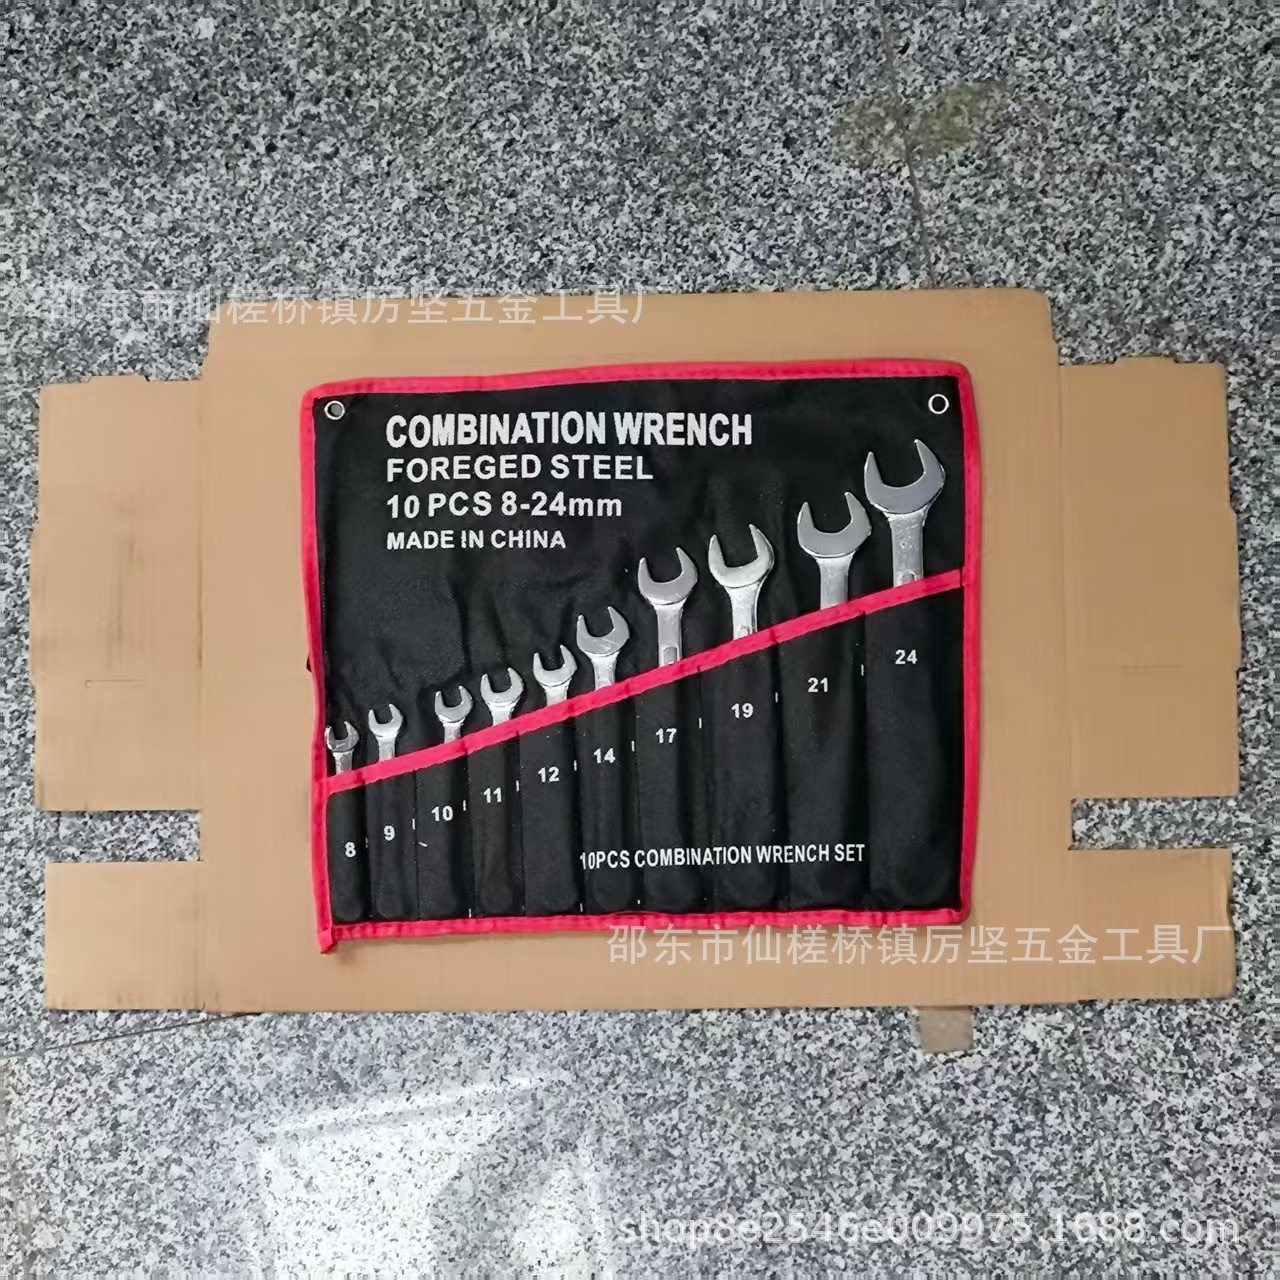 邵东市仙槎桥镇厉坚五金工具厂
COMBINATION WRENCH
FOREGED STEEL
10 PCS 8-24mm
MADE IN CHINA
24
21
19
17
14
12
11
10
9
8
10PCS COMBINATION WRENCH SET
邵东市仙槎桥镇厉坚五金工具厂
shop8e2546e009975.1688.com